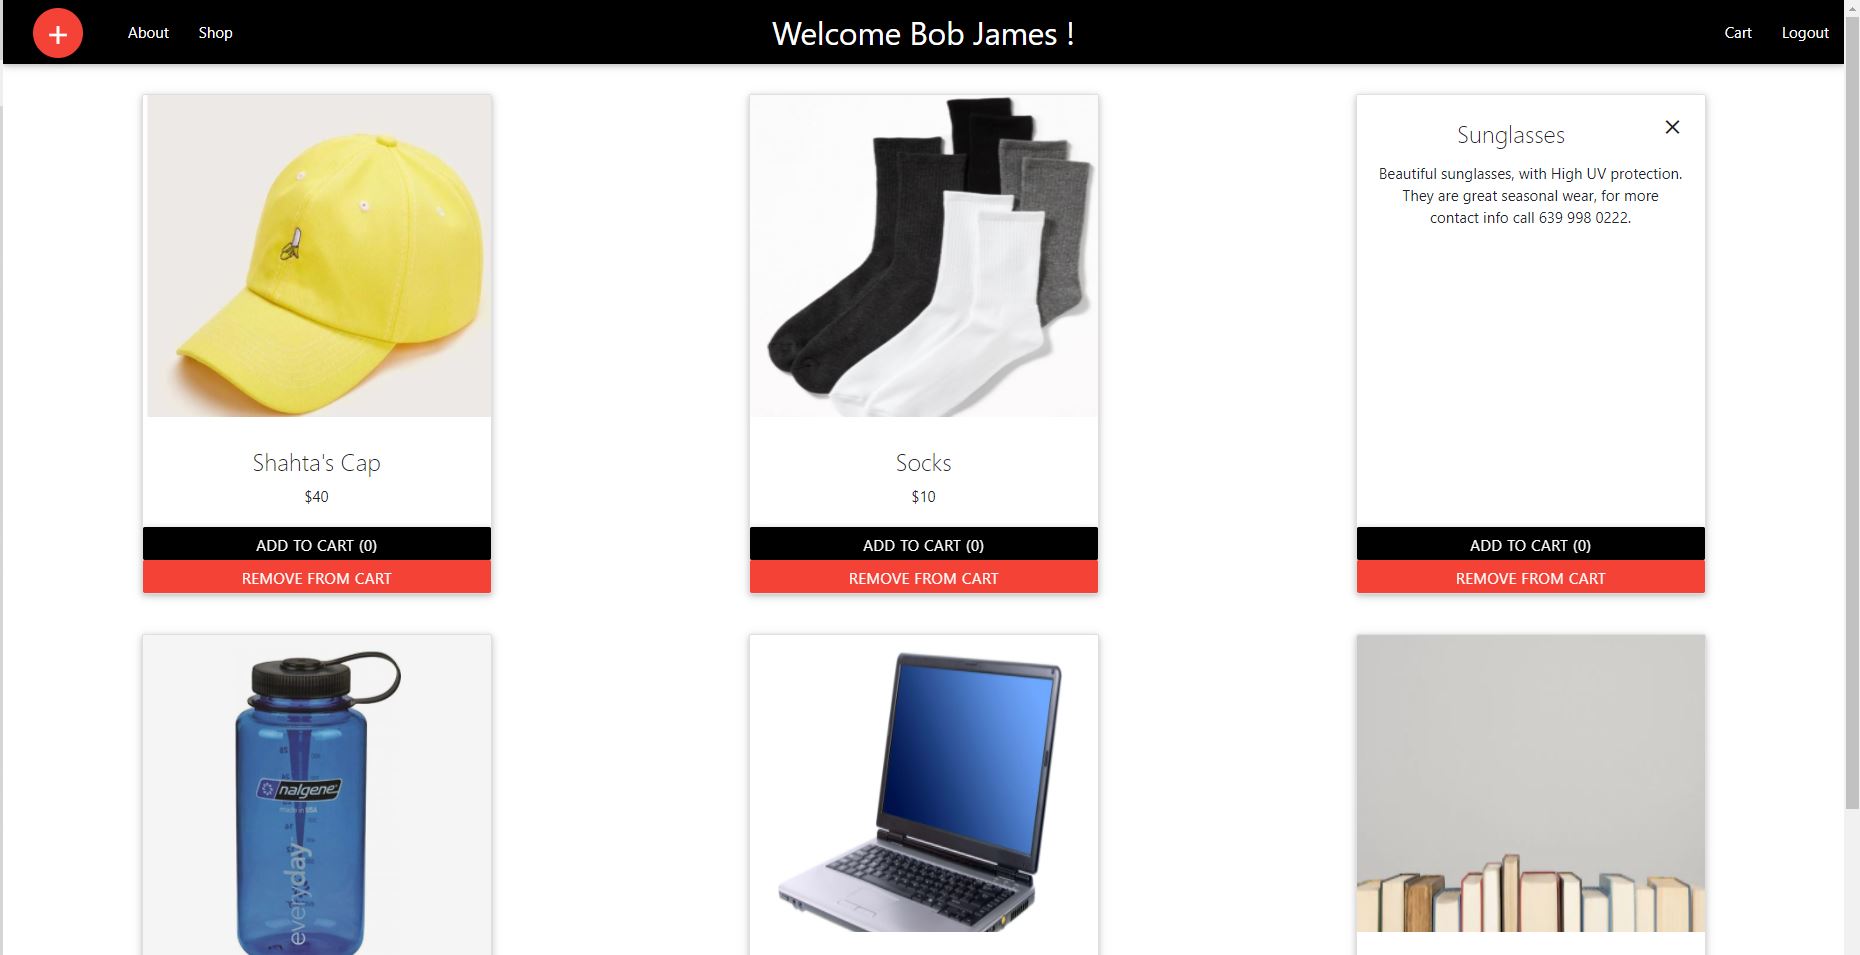 +
About
Shop
Welcome Bob James !
Cart
Logout
Shahta's Cap
$40
ADD TO CART (0)
REMOVE FROM CART
Socks
$10
ADD TO CART (0)
REMOVE FROM CART
Sunglasses
×
Beautiful sunglasses, with High UV protection.
They are great seasonal wear, for more
contact info call 639 998 0222.
ADD TO CART (0)
REMOVE FROM CART
nalgene
made in USA
everyday